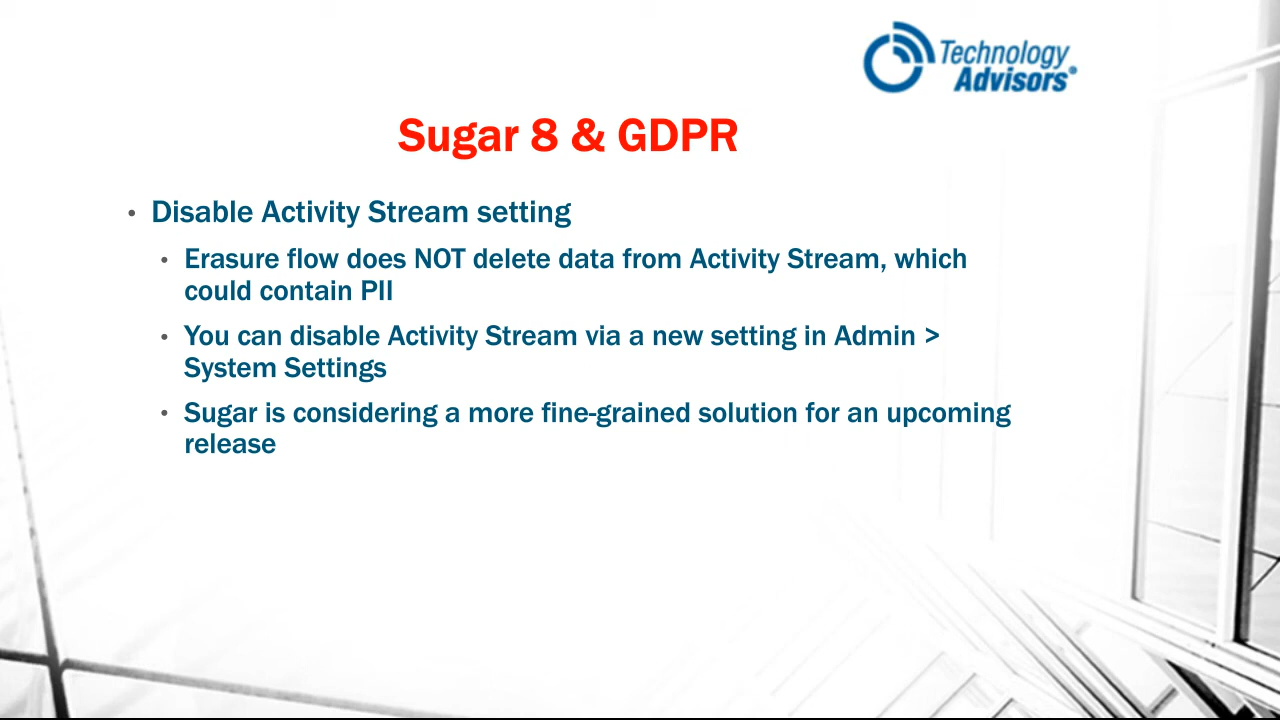 Technology
Advisors®
Sugar 8 & GDPR
• Disable Activity Stream setting
• Erasure flow does NOT delete data from Activity Stream, which
could contain PII
• You can disable Activity Stream via a new setting in Admin >
System Settings
• Sugar is considering a more fine-grained solution for an upcoming
release